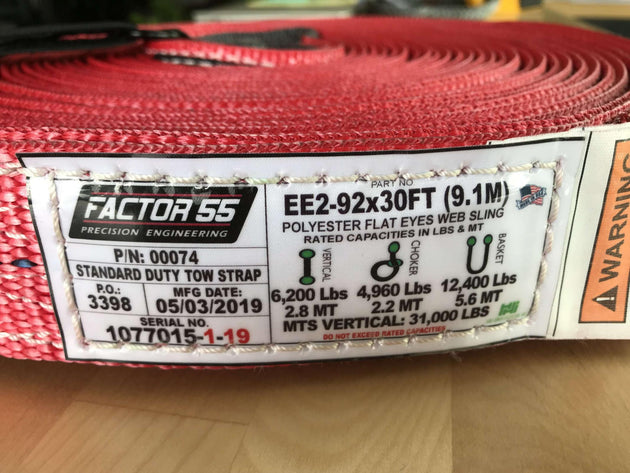 FACTOR 55
PRECISION ENGINEERING
P/N: 00074
STANDARD DUTY TOW STRAP
P.O.: 3398
MFG DATE: 05/03/2019
SERIAL NO.
1077015-1-19
PART NO
EE2-92x30FT (9.1M)
POLYESTER FLAT EYES WEB SLING
RATED CAPACITIES IN LBS & MT
VERTICAL
CHOKER
BASKET
6,200 Lbs 4,960 Lbs 12,400 Lbs
2.8 MT 2.2 MT 5.6 MT
MTS VERTICAL: 31,000 LBS
DO NOT EXCEED RATED CAPACITIES
WARNING